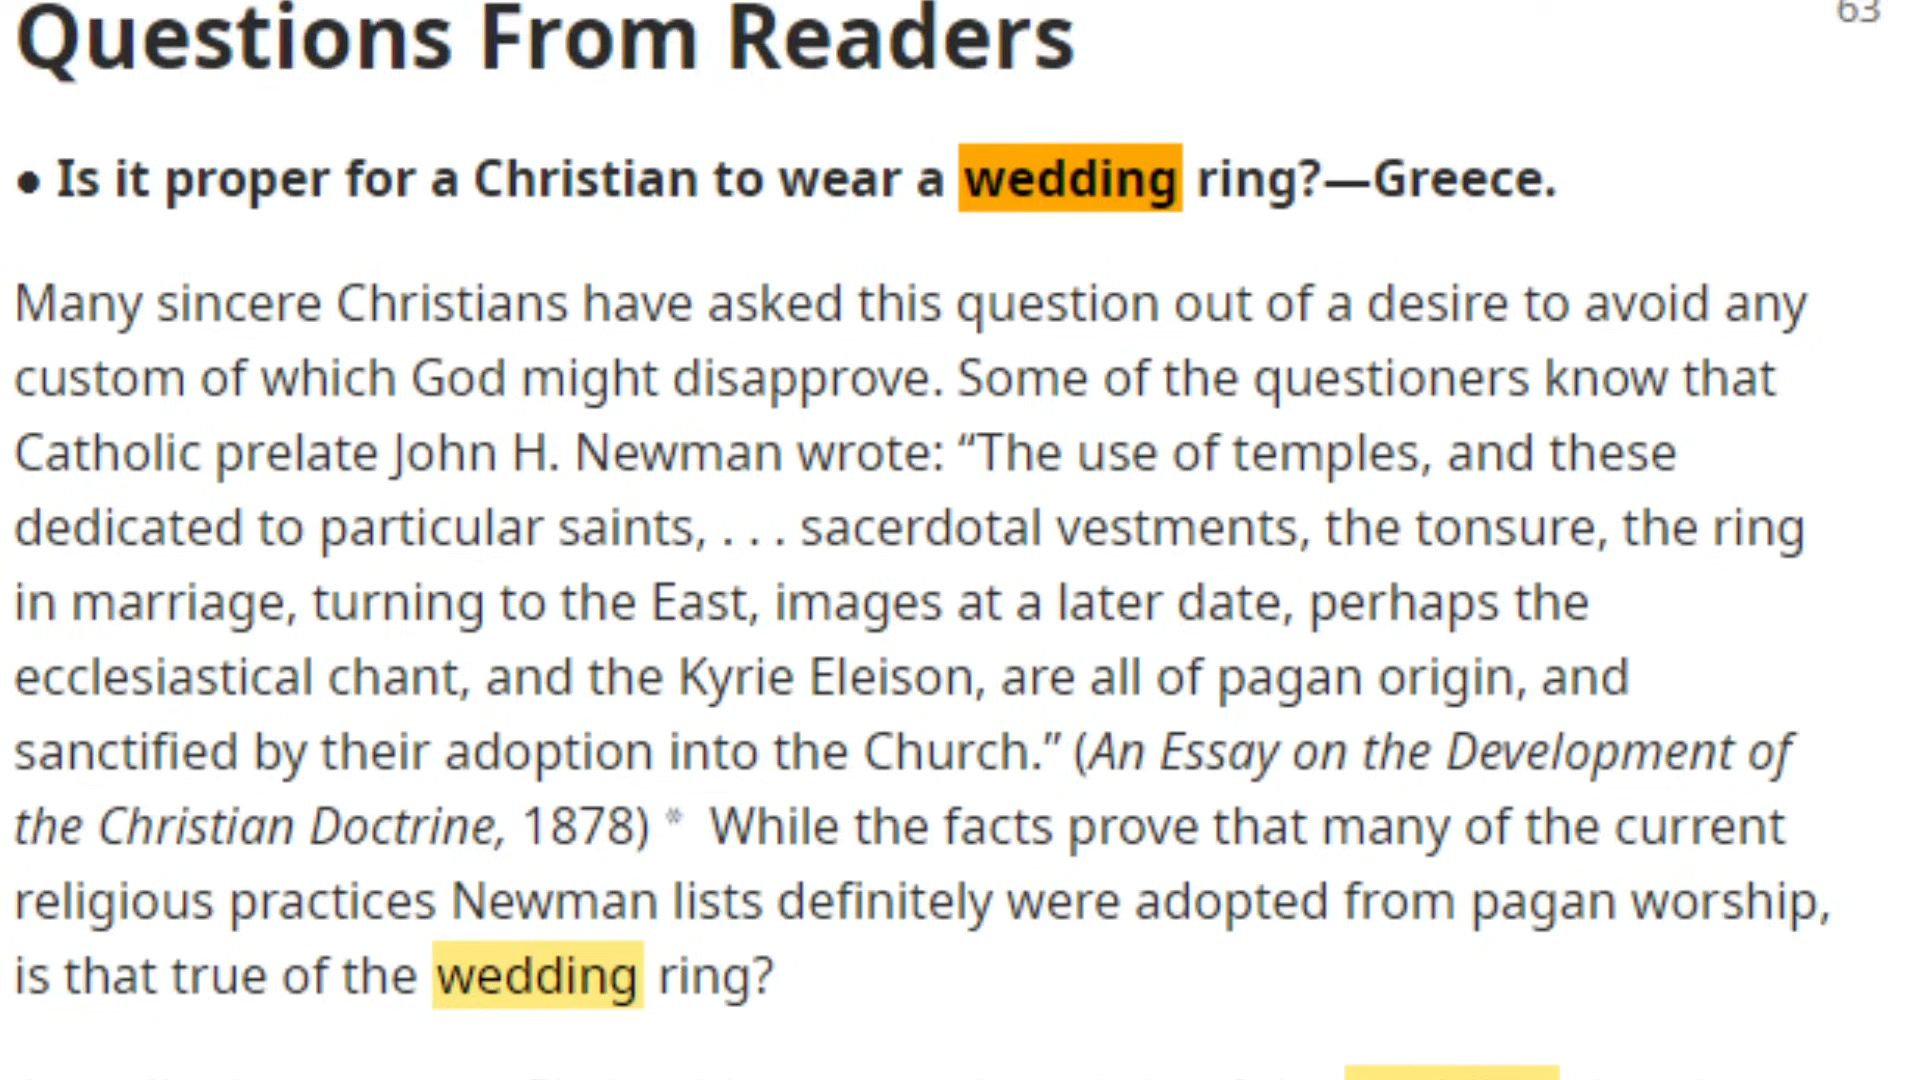 Questions From Readers
63
● Is it proper for a Christian to wear a wedding ring?—Greece.
Many sincere Christians have asked this question out of a desire to avoid any
custom of which God might disapprove. Some of the questioners know that
Catholic prelate John H. Newman wrote: “The use of temples, and these
dedicated to particular saints, . . . sacerdotal vestments, the tonsure, the ring
in marriage, turning to the East, images at a later date, perhaps the
ecclesiastical chant, and the Kyrie Eleison, are all of pagan origin, and
sanctified by their adoption into the Church.” (An Essay on the Development of
the Christian Doctrine, 1878) * While the facts prove that many of the current
religious practices Newman lists definitely were adopted from pagan worship,
is that true of the wedding ring?